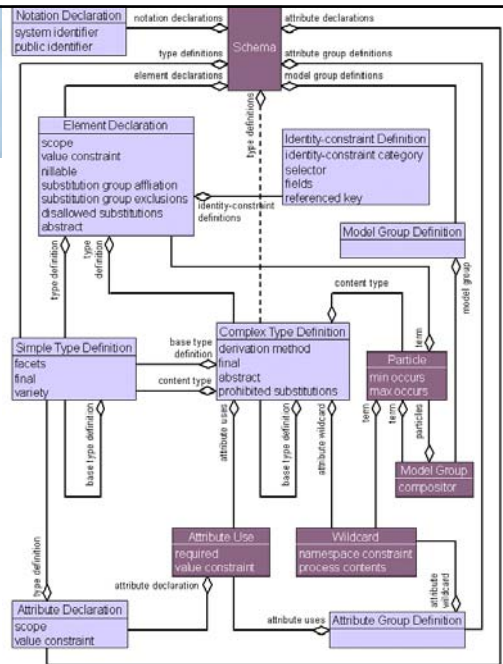 Notation Declaration
system identifier
public identifier
notation declarations
type definitions
element declarations
Schema
attribute declarations
attribute group definitions
model group definitions
type definitions
Element Declaration
scope
value constraint
nillable
substitution group affliation
substitution group exclusions
disallowed substitutions
abstract
identity-constraint
definitions
Identity-constraint Definition
identity-constraint category
selector
fields
referenced key
Model Group Definition
type definition
type
definition
model group
content type
Simple Type Definition
facets
final
variety
base type
definition
content type
Complex Type Definition
derivation method
final
abstract
prohibited substitutions
term
Particle
min occurs
max occurs
base type definition
attribute uses
base type definition
attribute wildcard
term
term
particles
Model Group
compositor
Attribute Use
required
value constraint
Wildcard
namespace constraint
process contents
type definition
attribute declaration
attribute
wildcard
Attribute Declaration
scope
value constraint
attribute uses
Attribute Group Definition